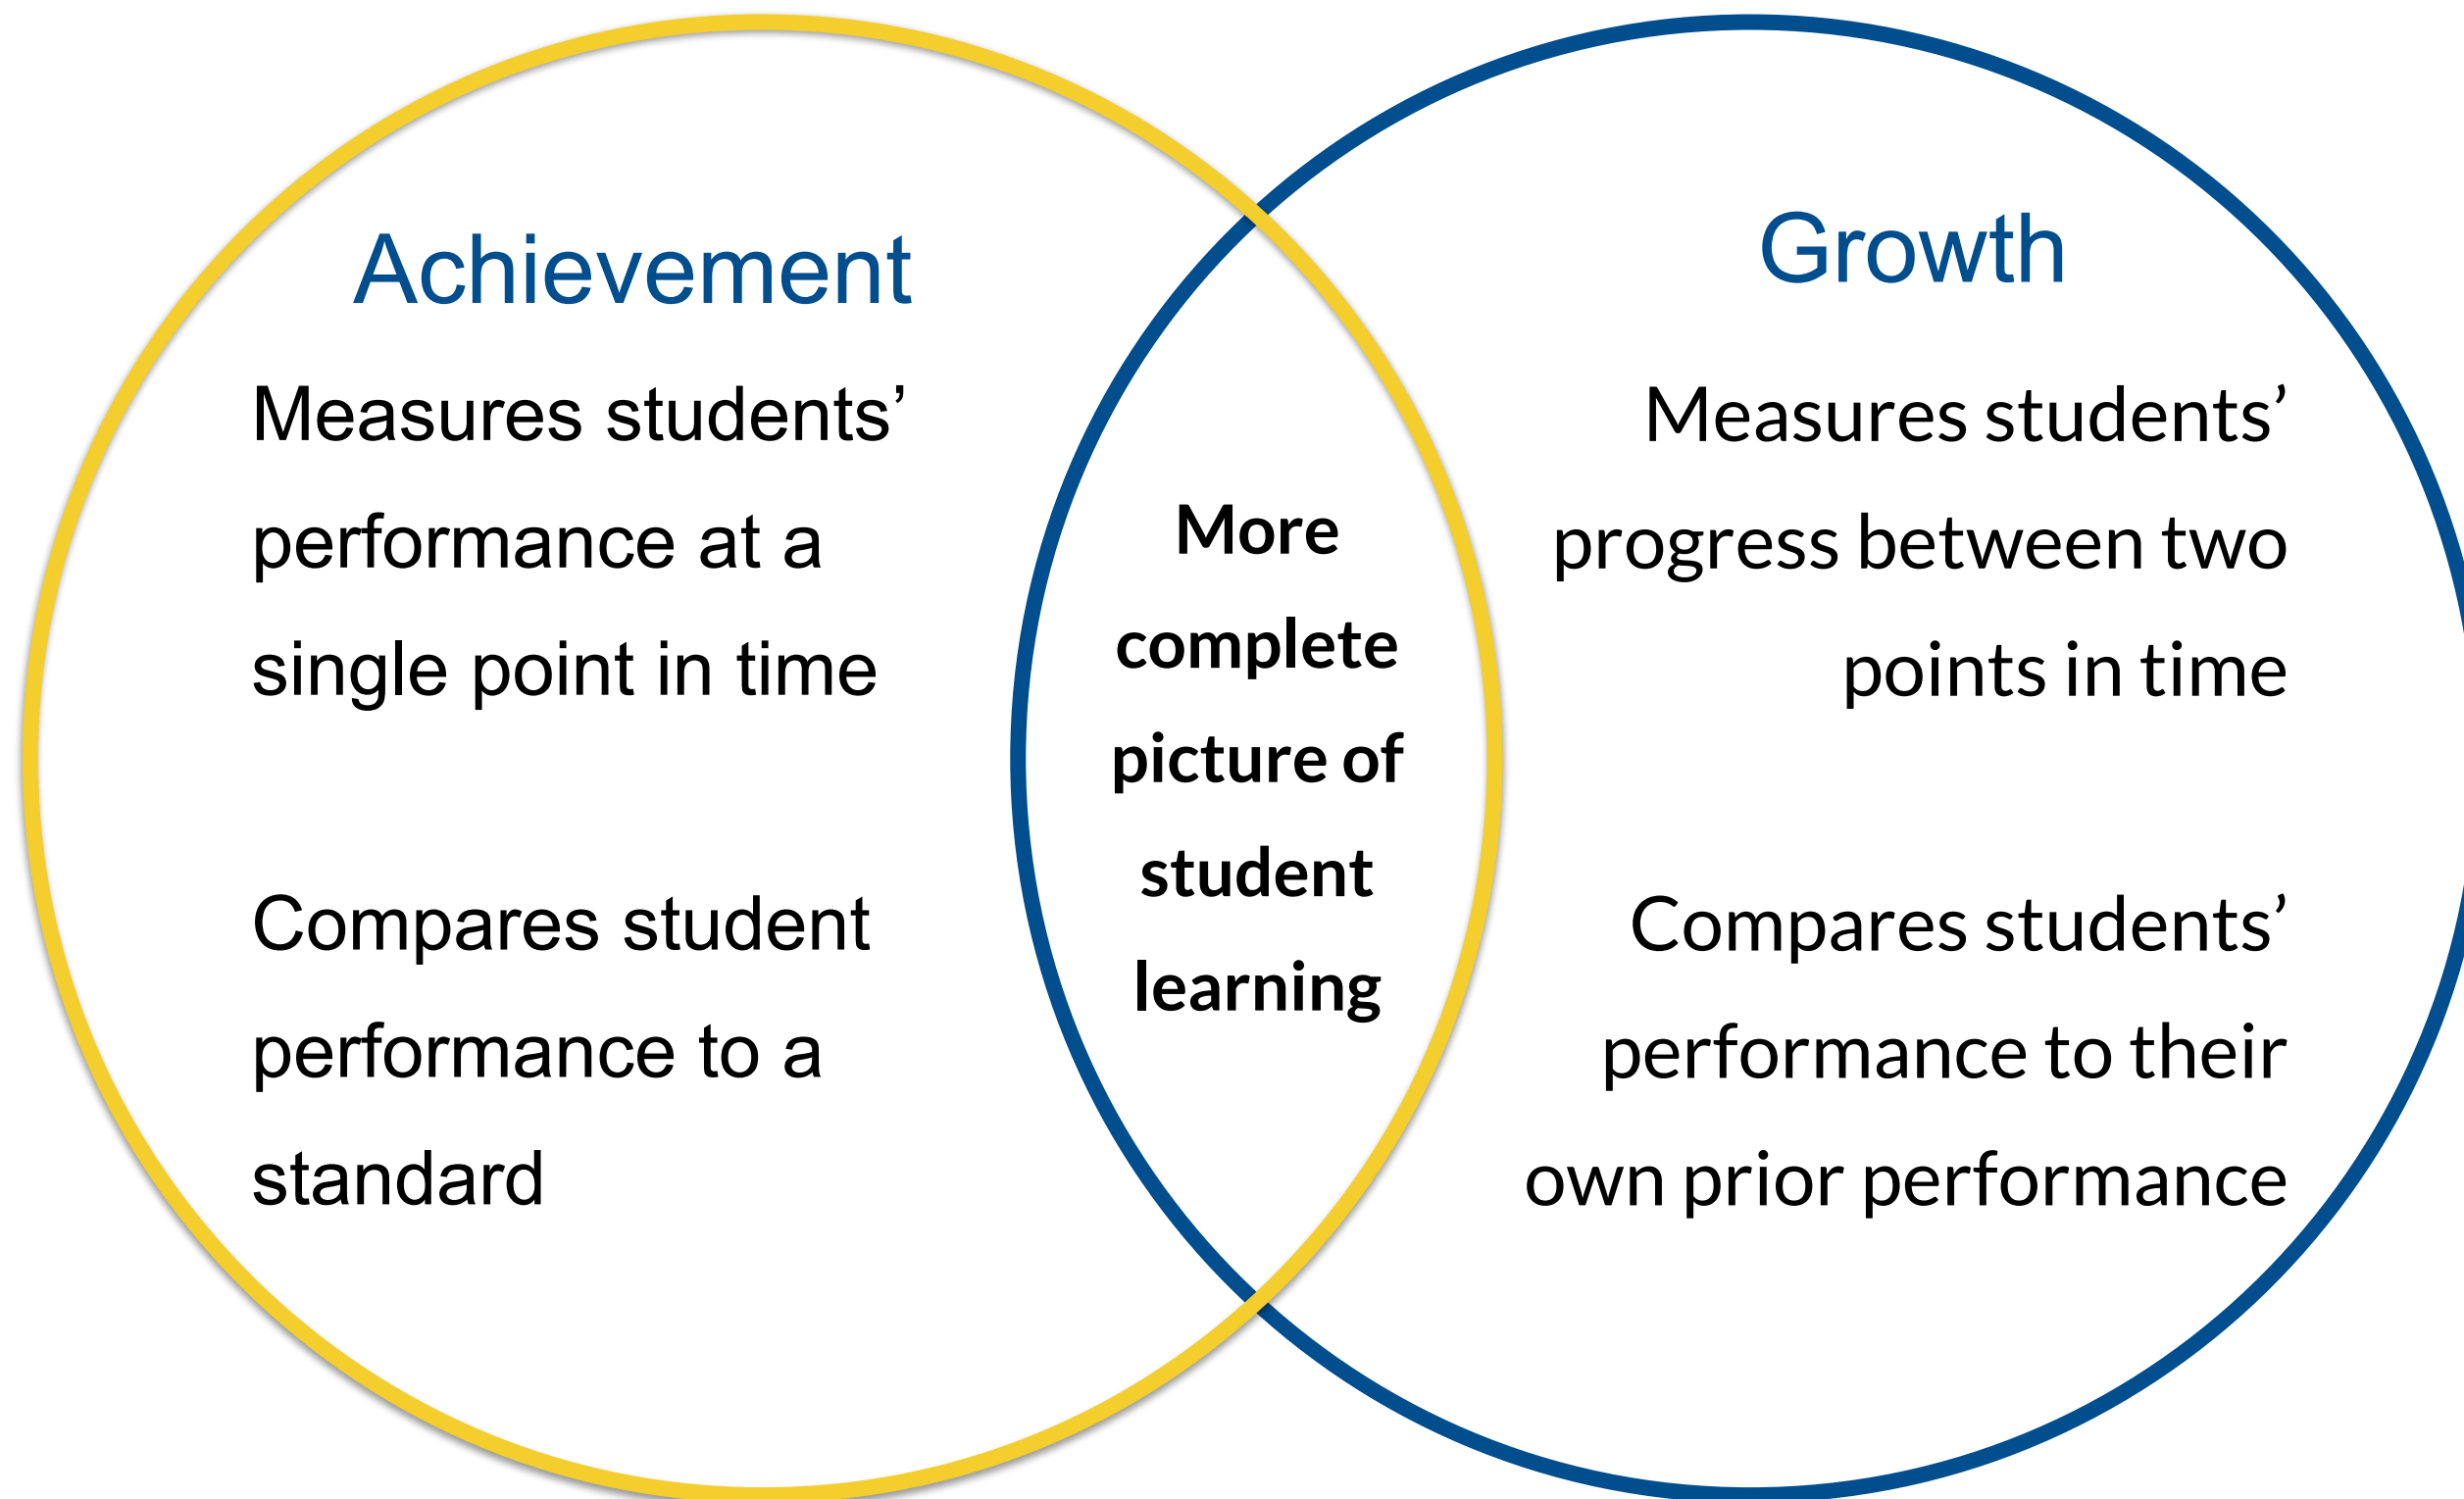 Achievement
Measures students’
performance at a
single point in time
Compares student
performance to a
standard
More
complete
picture of
student
learning
Growth
Measures students’
progress between two
points in time
Compares students’
performance to their
own prior performance